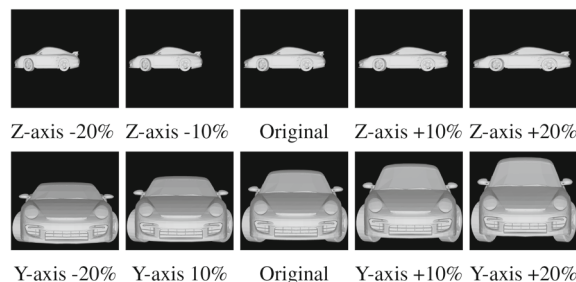 Z-axis -20% Z-axis -10% Original Z-axis +10% Z-axis +20%
Y-axis -20% Y-axis 10% Original Y-axis +10% Y-axis +20%